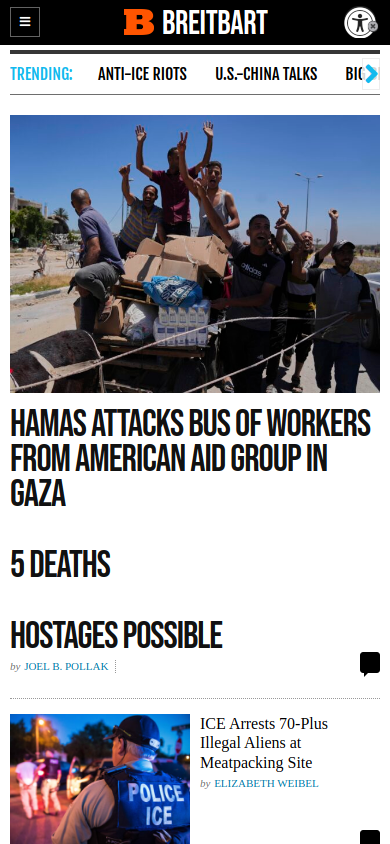 BREITBART
TRENDING: ANTI-ICE RIOTS U.S.-CHINA TALKS
adidas
HAMAS ATTACKS BUS OF WORKERS
FROM AMERICAN AID GROUP IN
GAZA
5 DEATHS
HOSTAGES POSSIBLE
by JOEL B. POLLAK
ICE Arrests 70-Plus
Illegal Aliens at
Meatpacking Site
by ELIZABETH WEIBEL
POLICE
ICE